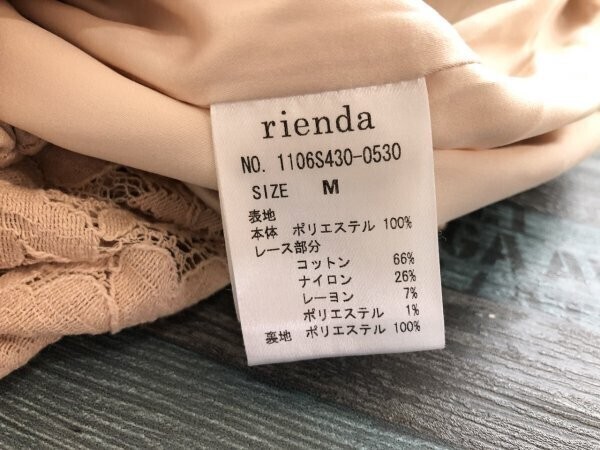 rienda
NO. 1106S430-0530
SIZE M
表地
本体 ポリエステル 100%
レース部分
コットン 66%
ナイロン 26%
レーヨン 7%
ポリエステル 1%
裏地 ポリエステル 100%